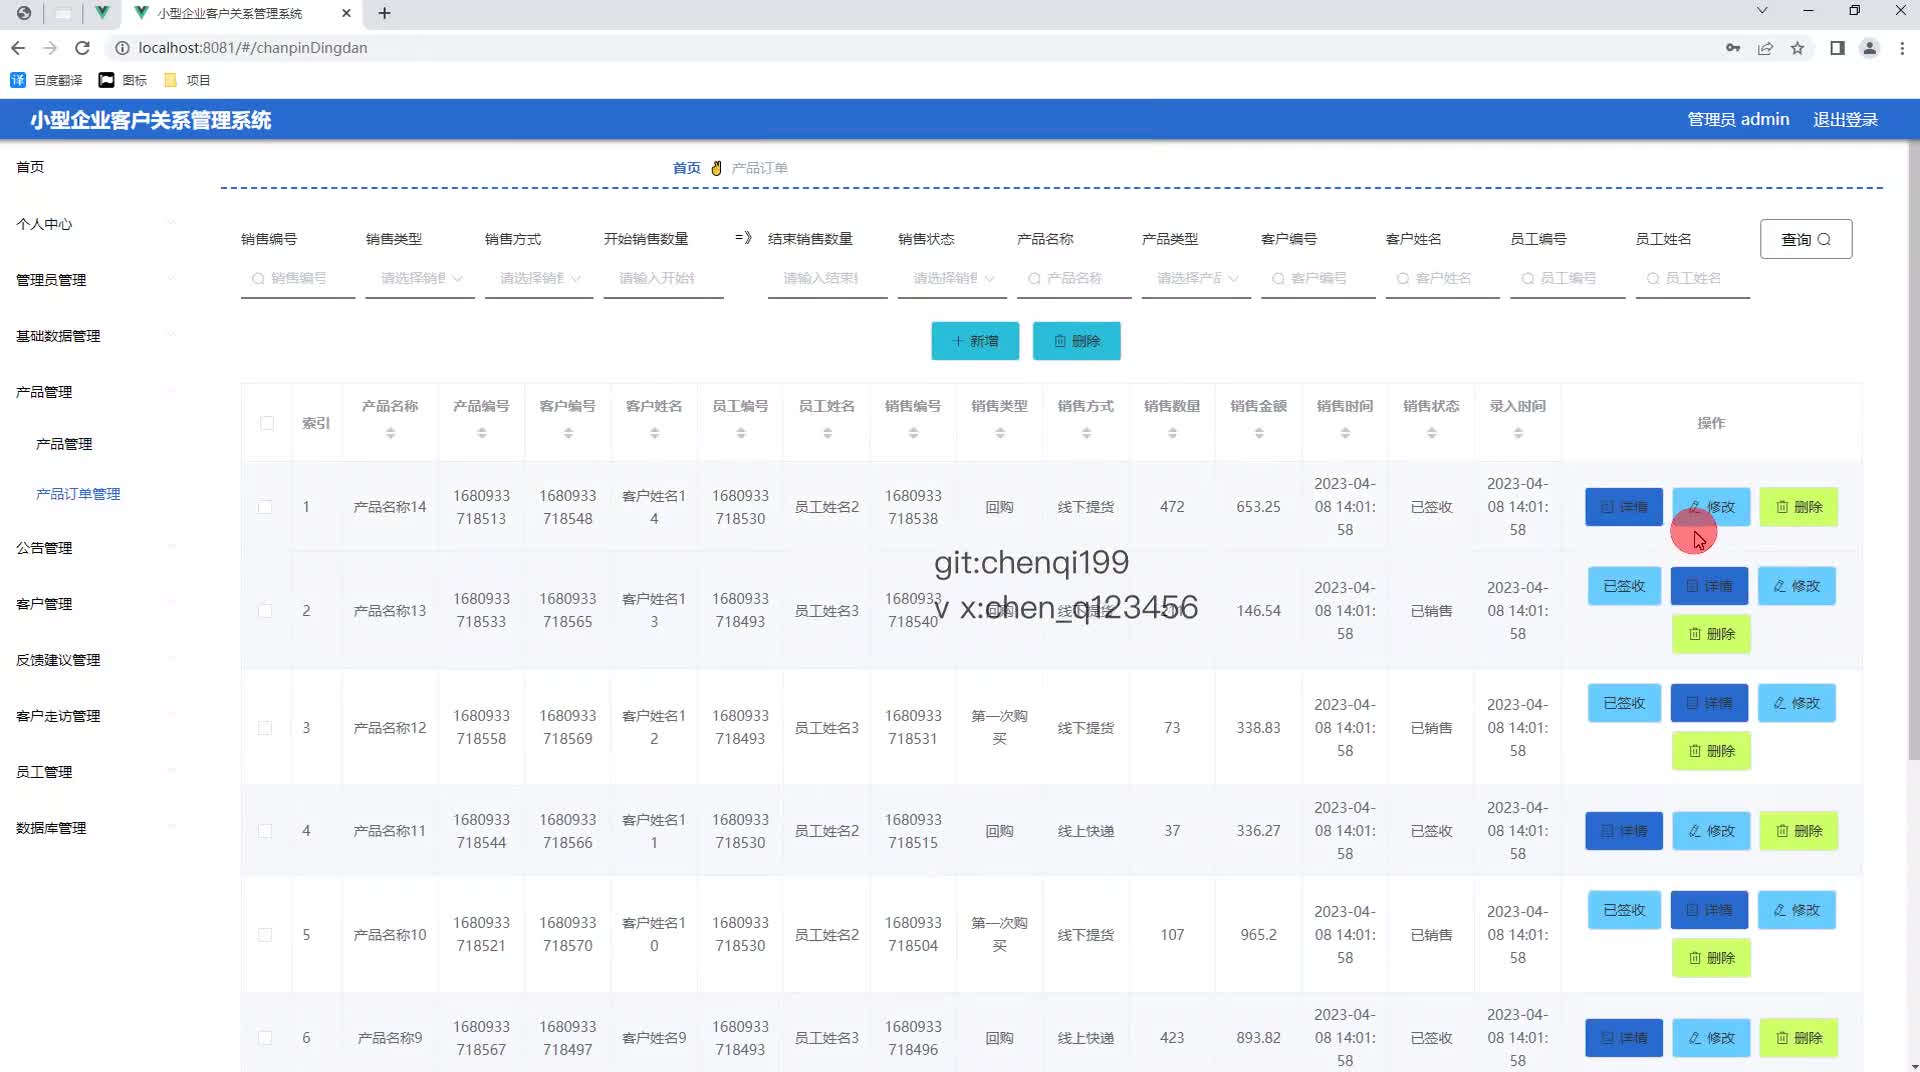 小型企业客户关系管理系统
localhost:8081/#/chanpinDingdan
译 百度翻译 图标 项目
小型企业客户关系管理系统 管理员 admin 退出登录
首页
个人中心
管理员管理
基础数据管理
产品管理
产品管理
产品订单管理
公告管理
客户管理
反馈建议管理
客户走访管理
员工管理
数据库管理
首页 产品订单
销售编号 销售类型 销售方式 开始销售数量 =》 结束销售数量 销售状态 产品名称 产品类型 客户编号 客户姓名 员工编号 员工姓名 查询
销售编号 请选择销售 请选择销售 请输入开始 请输入结束 请选择销售 产品名称 请选择产品 客户编号 客户姓名 员工编号 员工姓名
新增 删除
索引 产品名称 产品编号 客户编号 客户姓名 员工编号 员工姓名 销售编号 销售类型 销售方式 销售数量 销售金额 销售时间 销售状态 录入时间 操作
1 产品名称14 1680933718513 1680933718548 客户姓名14 1680933718530 员工姓名2 1680933718538 回购 线下提货 472 653.25 2023-04-08 14:01:58 已签收 2023-04-08 14:01:58 详情 修改 删除
git:chenqi199
v x:chen_q123456
2 产品名称13 1680933718533 1680933718565 客户姓名13 1680933718493 员工姓名3 1680933718540 回购 线下提货 146.54 2023-04-08 14:01:58 已销售 2023-04-08 14:01:58 已签收 详情 修改 删除
3 产品名称12 1680933718558 1680933718569 客户姓名12 1680933718493 员工姓名3 1680933718531 第一次购买 线下提货 73 338.83 2023-04-08 14:01:58 已销售 2023-04-08 14:01:58 已签收 详情 修改 删除
4 产品名称11 1680933718544 1680933718566 客户姓名11 1680933718530 员工姓名2 1680933718515 回购 线上快递 37 336.27 2023-04-08 14:01:58 已签收 2023-04-08 14:01:58 详情 修改 删除
5 产品名称10 1680933718521 1680933718570 客户姓名10 1680933718530 员工姓名2 1680933718504 第一次购买 线下提货 107 965.2 2023-04-08 14:01:58 已销售 2023-04-08 14:01:58 已签收 详情 修改 删除
6 产品名称9 1680933718567 1680933718497 客户姓名9 1680933718493 员工姓名3 1680933718496 回购 线上快递 423 893.82 2023-04-08 14:01:58 已签收 2023-04-08 14:01:58 详情 修改 删除